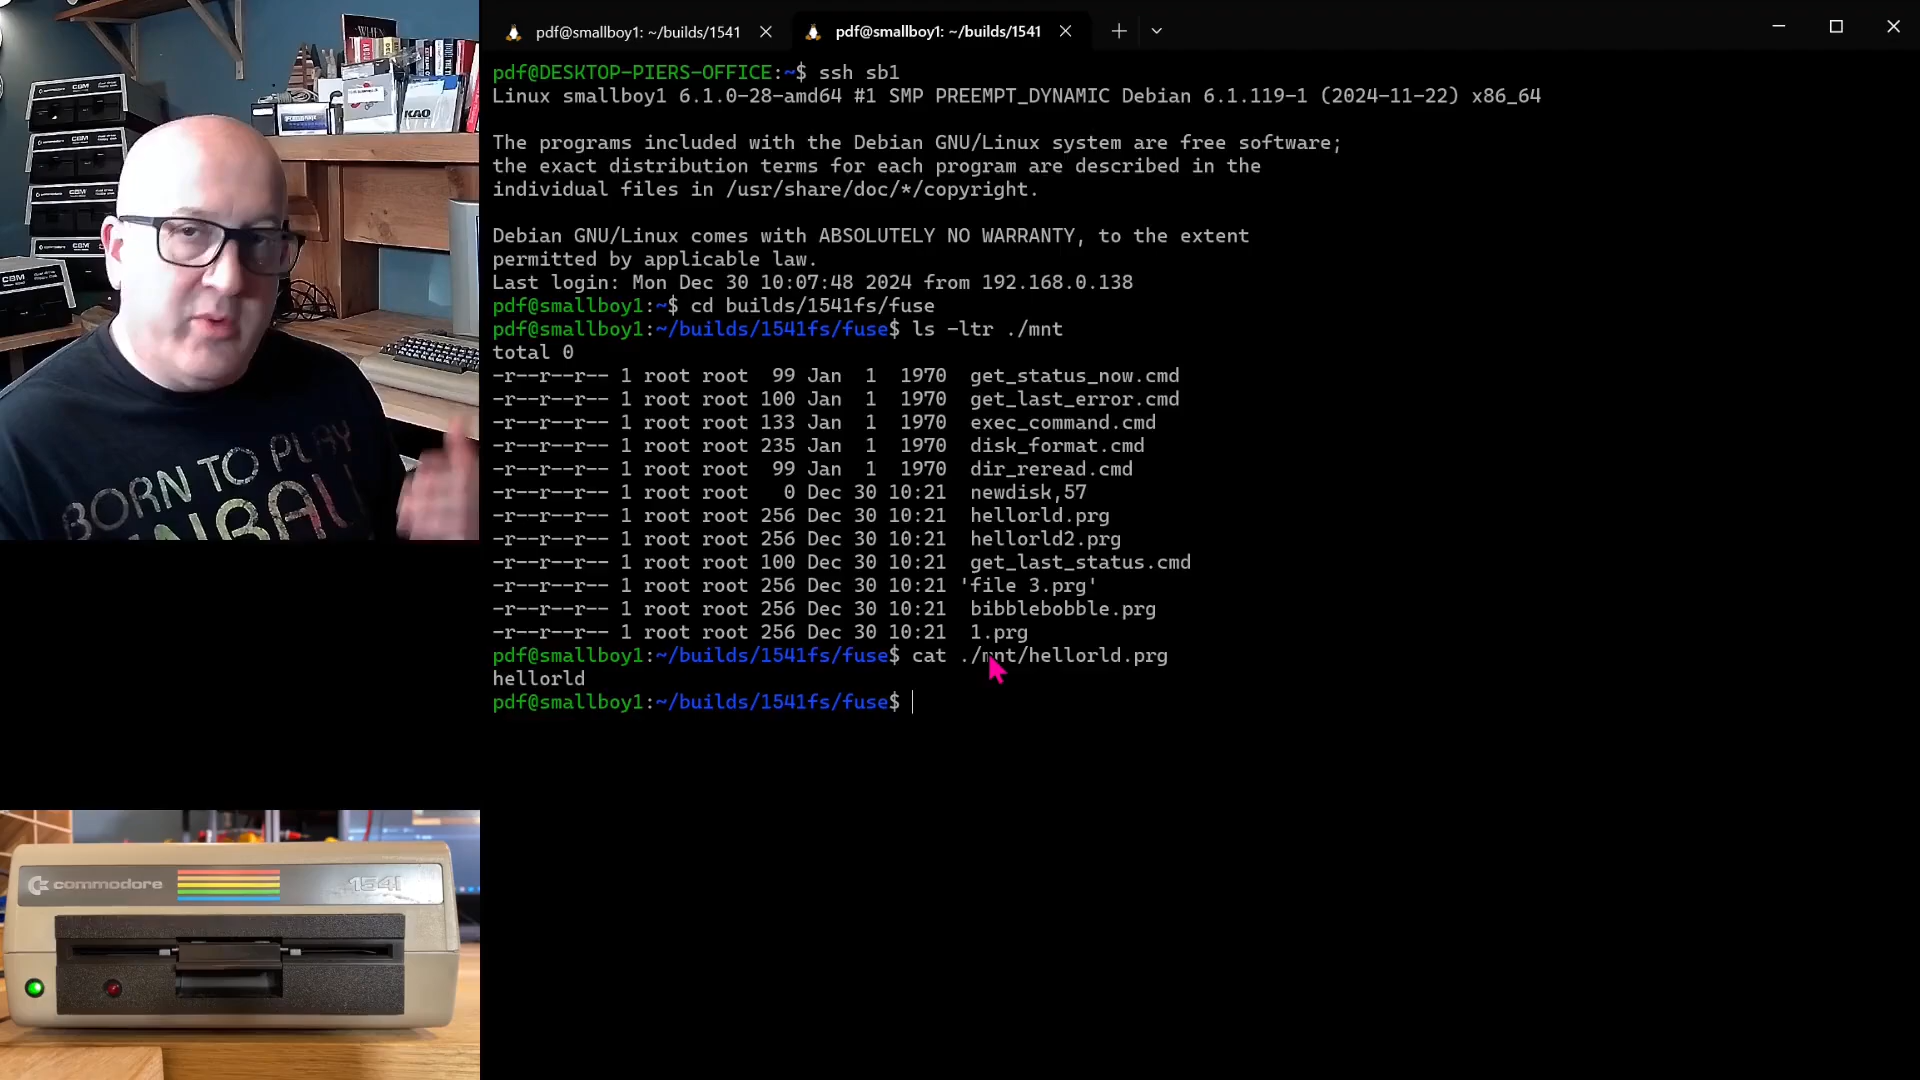 pdf@smallboy1: ~/builds/1541
pdf@smallboy1: ~/builds/1541
pdf@DESKTOP-PIERS-OFFICE:~$ ssh sb1
Linux smallboy1 6.1.0-28-amd64 #1 SMP PREEMPT_DYNAMIC Debian 6.1.119-1 (2024-11-22) x86_64
The programs included with the Debian GNU/Linux system are free software;
the exact distribution terms for each program are described in the
individual files in /usr/share/doc/*/copyright.
Debian GNU/Linux comes with ABSOLUTELY NO WARRANTY, to the extent
permitted by applicable law.
Last login: Mon Dec 30 10:07:48 2024 from 192.168.0.138
pdf@smallboy1:~$ cd builds/1541fs/fuse
pdf@smallboy1:~/builds/1541fs/fuse$ ls -ltr ./mnt
total 0
-r--r--r-- 1 root root  99 Jan  1  1970  get_status_now.cmd
-r--r--r-- 1 root root 100 Jan  1  1970  get_last_error.cmd
-r--r--r-- 1 root root 133 Jan  1  1970  exec_command.cmd
-r--r--r-- 1 root root 235 Jan  1  1970  disk_format.cmd
-r--r--r-- 1 root root  99 Jan  1  1970  dir_reread.cmd
-r--r--r-- 1 root root   0 Dec 30 10:21  newdisk,57
-r--r--r-- 1 root root 256 Dec 30 10:21  hellorld.prg
-r--r--r-- 1 root root 256 Dec 30 10:21  hellorld2.prg
-r--r--r-- 1 root root 100 Dec 30 10:21  get_last_status.cmd
-r--r--r-- 1 root root 256 Dec 30 10:21 'file 3.prg'
-r--r--r-- 1 root root 256 Dec 30 10:21  bibblebobble.prg
-r--r--r-- 1 root root 256 Dec 30 10:21  1.prg
pdf@smallboy1:~/builds/1541fs/fuse$ cat ./mnt/hellorld.prg
hellorld
pdf@smallboy1:~/builds/1541fs/fuse$
CBM
CBM
CBM
CBM
KAO
BORN TO PLAY
commodore
1541